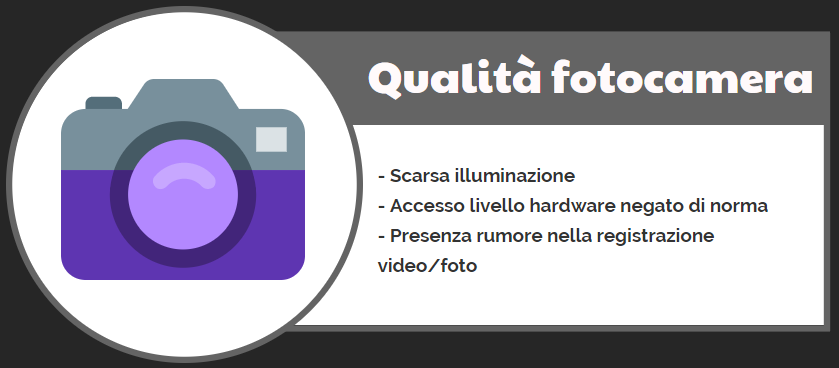 Qualità fotocamera
- Scarsa illuminazione
- Accesso livello hardware negato di norma
- Presenza rumore nella registrazione
video/foto